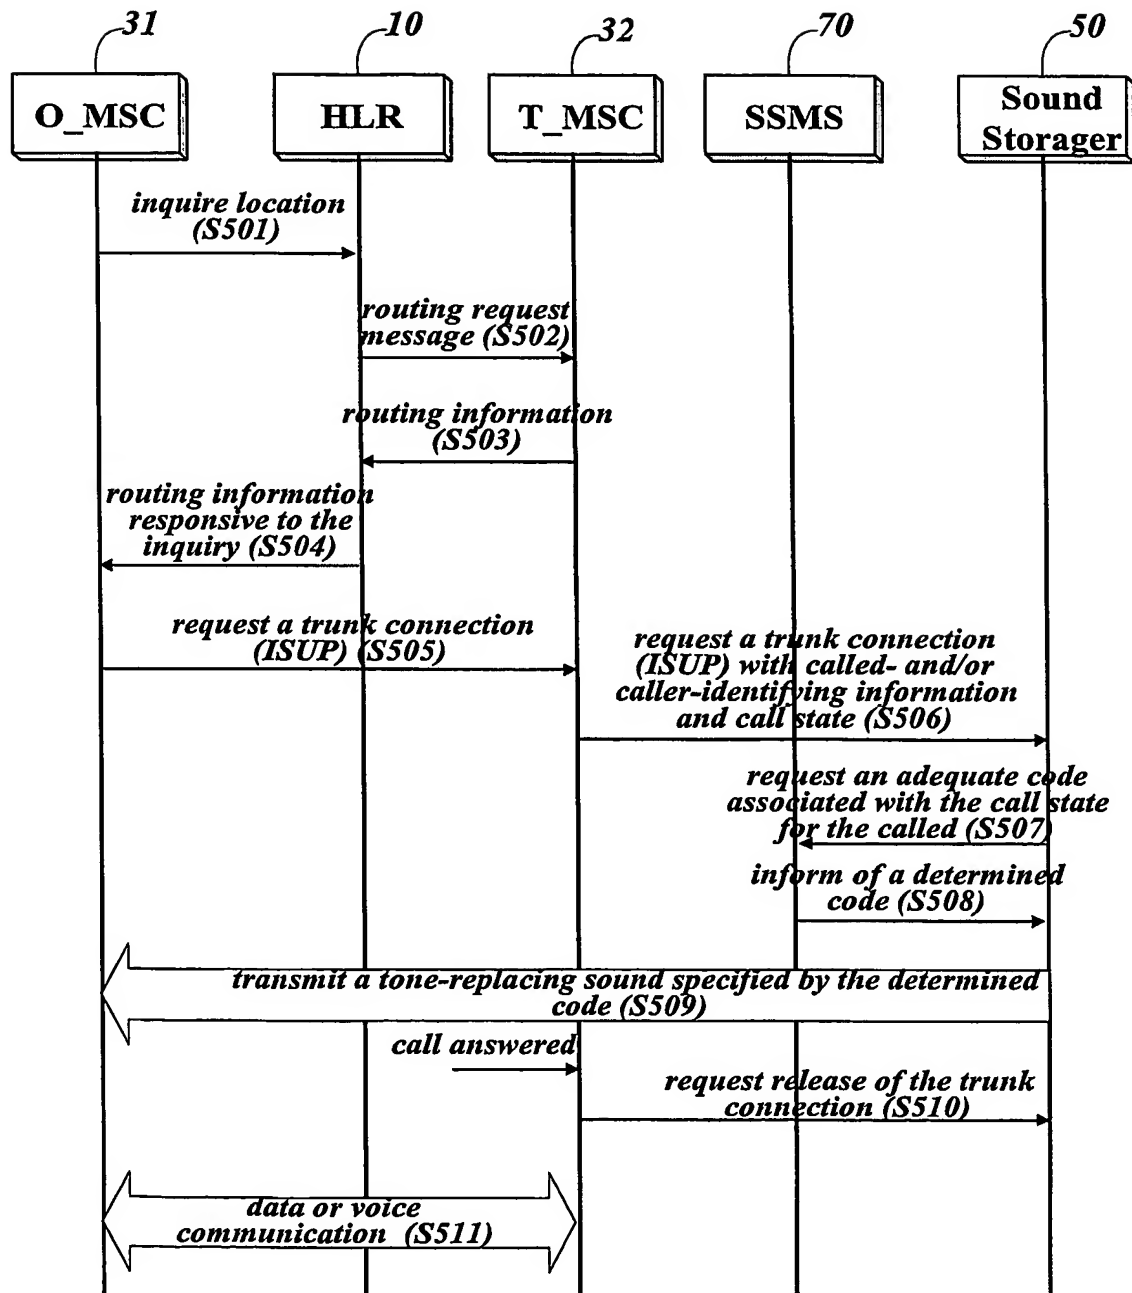 31
10
32
70
50
O_MSC
HLR
T_MSC
SSMS
Sound
Storager
inquire location
(S501)
routing request
message (S502)
routing information
(S503)
routing information
responsive to the
inquiry (S504)
request a trunk connection
(ISUP) (S505)
request a trunk connection
(ISUP) with called- and/or
caller-identifying information
and call state (S506)
request an adequate code
associated with the call state
for the called (S507)
inform of a determined
code (S508)
transmit a tone-replacing sound specified by the determined
code (S509)
call answered
request release of the trunk
connection (S510)
data or voice
communication (S511)